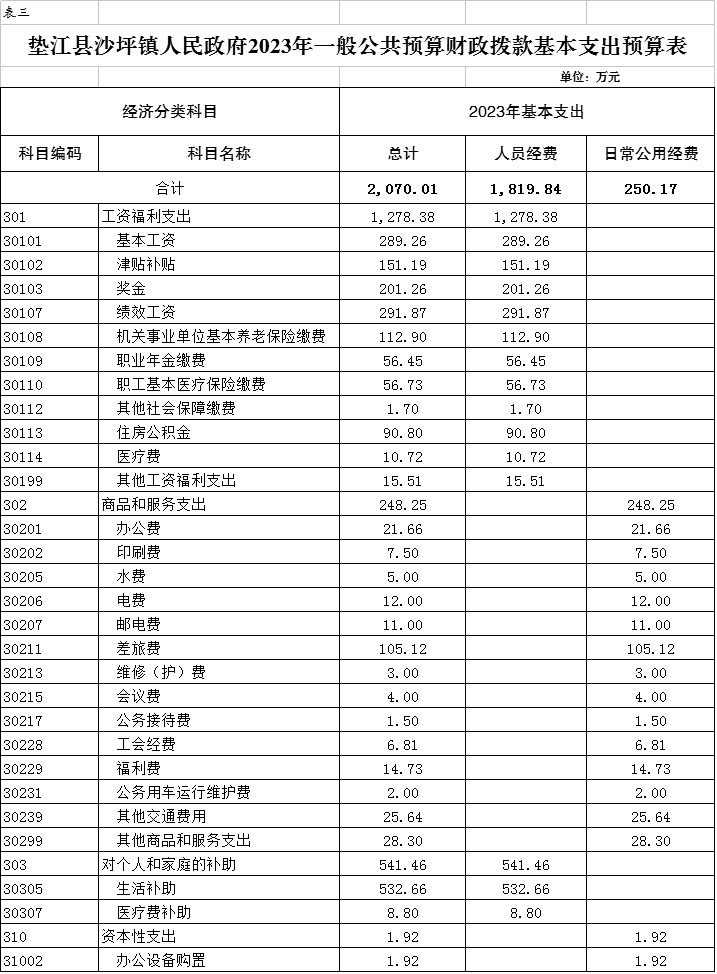 表三
垫江县沙坪镇人民政府2023年一般公共预算财政拨款基本支出预算表
单位：万元
经济分类科目 2023年基本支出
科目编码 科目名称 总计 人员经费 日常公用经费
合计 2,070.01 1,819.84 250.17
301 工资福利支出 1,278.38 1,278.38
30101 基本工资 289.26 289.26
30102 津贴补贴 151.19 151.19
30103 奖金 201.26 201.26
30107 绩效工资 291.87 291.87
30108 机关事业单位基本养老保险缴费 112.90 112.90
30109 职业年金缴费 56.45 56.45
30110 职工基本医疗保险缴费 56.73 56.73
30112 其他社会保障缴费 1.70 1.70
30113 住房公积金 90.80 90.80
30114 医疗费 10.72 10.72
30199 其他工资福利支出 15.51 15.51
302 商品和服务支出 248.25 248.25
30201 办公费 21.66 21.66
30202 印刷费 7.50 7.50
30205 水费 5.00 5.00
30206 电费 12.00 12.00
30207 邮电费 11.00 11.00
30211 差旅费 105.12 105.12
30213 维修（护）费 3.00 3.00
30215 会议费 4.00 4.00
30217 公务接待费 1.50 1.50
30228 工会经费 6.81 6.81
30229 福利费 14.73 14.73
30231 公务用车运行维护费 2.00 2.00
30239 其他交通费用 25.64 25.64
30299 其他商品和服务支出 28.30 28.30
303 对个人和家庭的补助 541.46 541.46
30305 生活补助 532.66 532.66
30307 医疗费补助 8.80 8.80
310 资本性支出 1.92 1.92
31002 办公设备购置 1.92 1.92